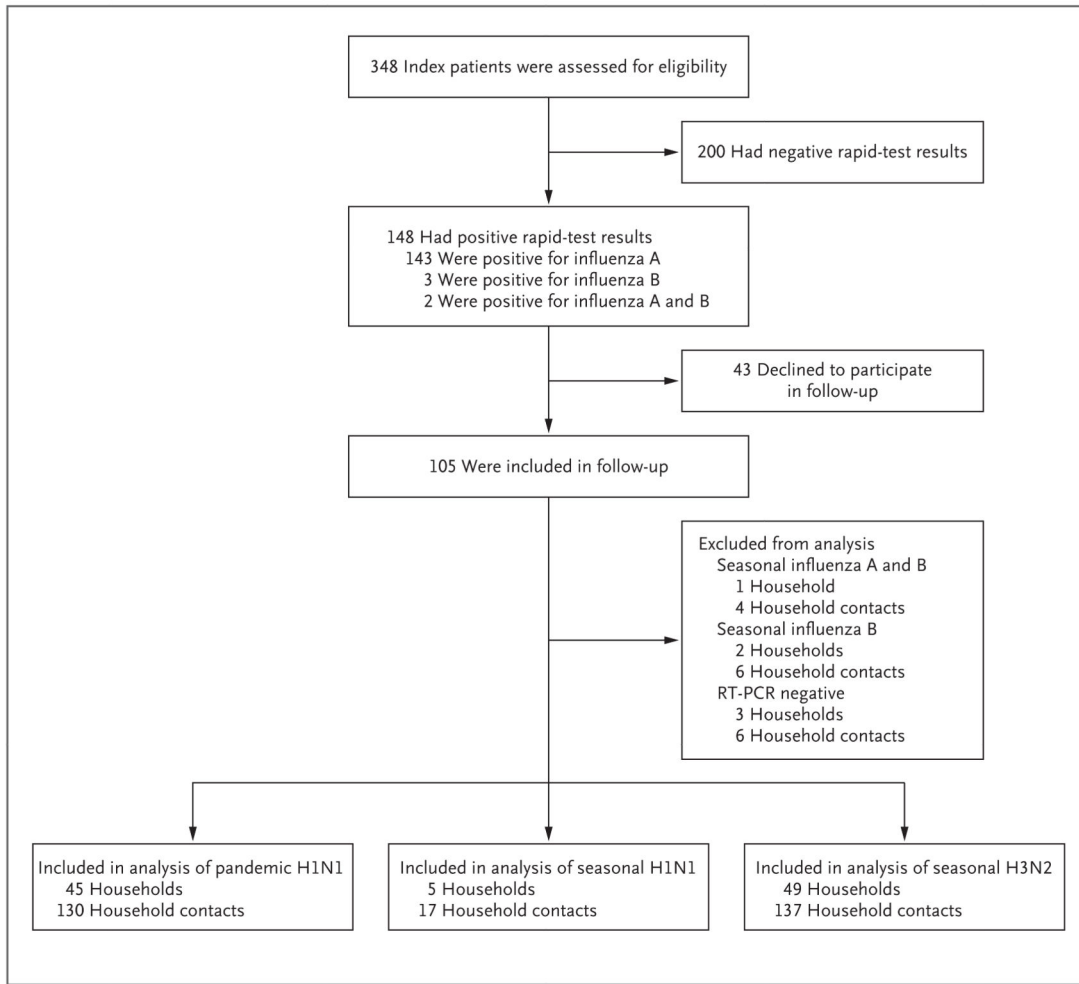 348 Index patients were assessed for eligibility
200 Had negative rapid-test results
148 Had positive rapid-test results
143 Were positive for influenza A
3 Were positive for influenza B
2 Were positive for influenza A and B
43 Declined to participate
in follow-up
105 Were included in follow-up
Excluded from analysis
Seasonal influenza A and B
1 Household
4 Household contacts
Seasonal influenza B
2 Households
6 Household contacts
RT-PCR negative
3 Households
6 Household contacts
Included in analysis of pandemic H1N1
45 Households
130 Household contacts
Included in analysis of seasonal H1N1
5 Households
17 Household contacts
Included in analysis of seasonal H3N2
49 Households
137 Household contacts